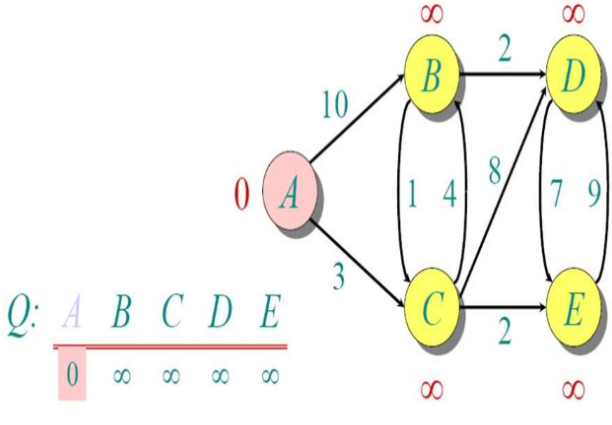 ∞ ∞
B 2 D
10
0 A 1 4 8 7 9
3
C 2 E
∞ ∞
Q: A B C D E
0 ∞ ∞ ∞ ∞